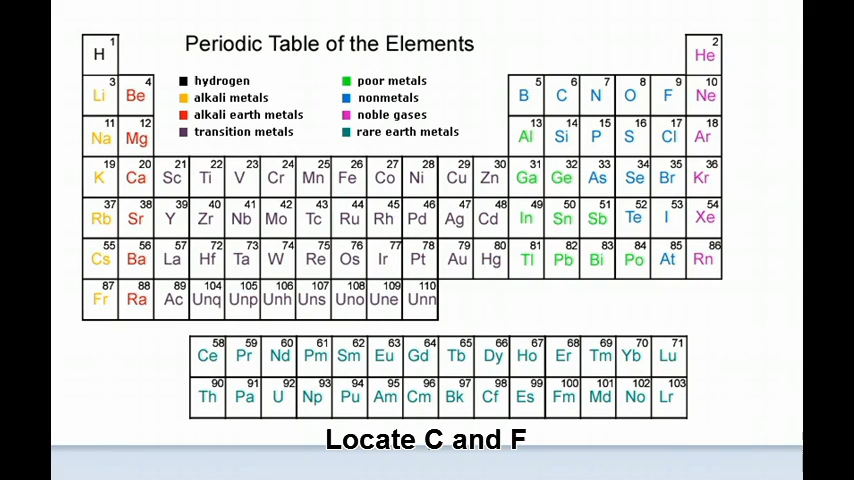 1 2
H Periodic Table of the Elements He
3 4 hydrogen poor metals 5 6 7 8 9 10
Li Be alkali metals nonmetals B C N O F Ne
11 12 alkali earth metals noble gases 13 14 15 16 17 18
Na Mg transition metals rare earth metals Al Si P S Cl Ar
19 20 21 22 23 24 25 26 27 28 29 30 31 32 33 34 35 36
K Ca Sc Ti V Cr Mn Fe Co Ni Cu Zn Ga Ge As Se Br Kr
37 38 39 40 41 42 43 44 45 46 47 48 49 50 51 52 53 54
Rb Sr Y Zr Nb Mo Tc Ru Rh Pd Ag Cd In Sn Sb Te I Xe
55 56 57 72 73 74 75 76 77 78 79 80 81 82 83 84 85 86
Cs Ba La Hf Ta W Re Os Ir Pt Au Hg Tl Pb Bi Po At Rn
87 88 89 104 105 106 107 108 109 110
Fr Ra Ac Unq Unp Unh Uns Uno Une Unn
58 59 60 61 62 63 64 65 66 67 68 69 70 71
Ce Pr Nd Pm Sm Eu Gd Tb Dy Ho Er Tm Yb Lu
90 91 92 93 94 95 96 97 98 99 100 101 102 103
Th Pa U Np Pu Am Cm Bk Cf Es Fm Md No Lr
Locate C and F